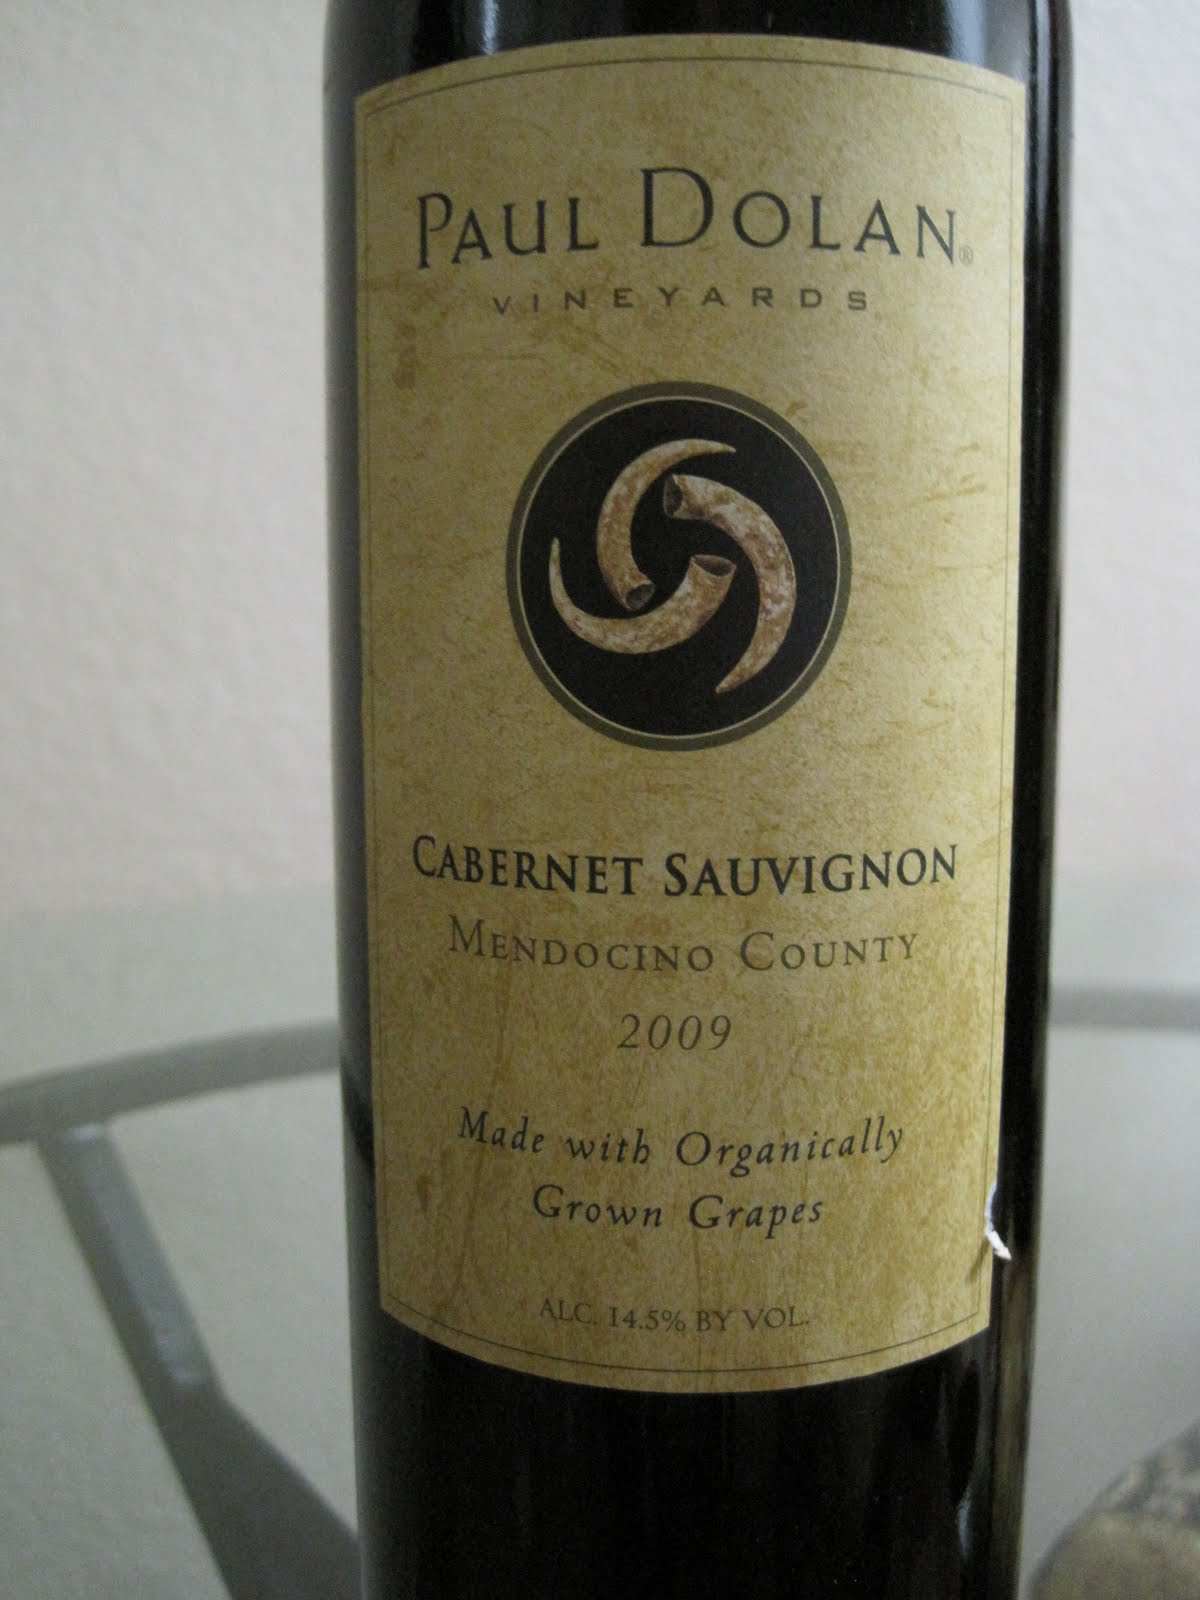 PAUL DOLAN®
VINEYARDS
CABERNET SAUVIGNON
MENDOCINO COUNTY
2009
Made with Organically
Grown Grapes
ALC. 14.5% BY VOL.